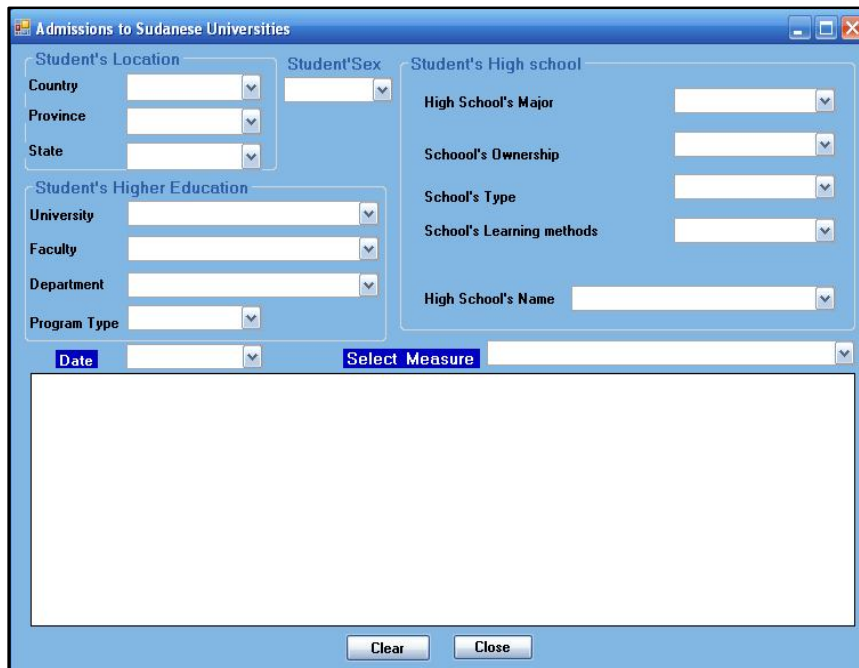 Admissions to Sudanese Universities
Student's Location
Country
Province
State
Student'Sex
Student's High school
High School's Major
Schoool's Ownership
School's Type
School's Learning methods
High School's Name
Student's Higher Education
University
Faculty
Department
Program Type
Date
Select Measure
Clear
Close